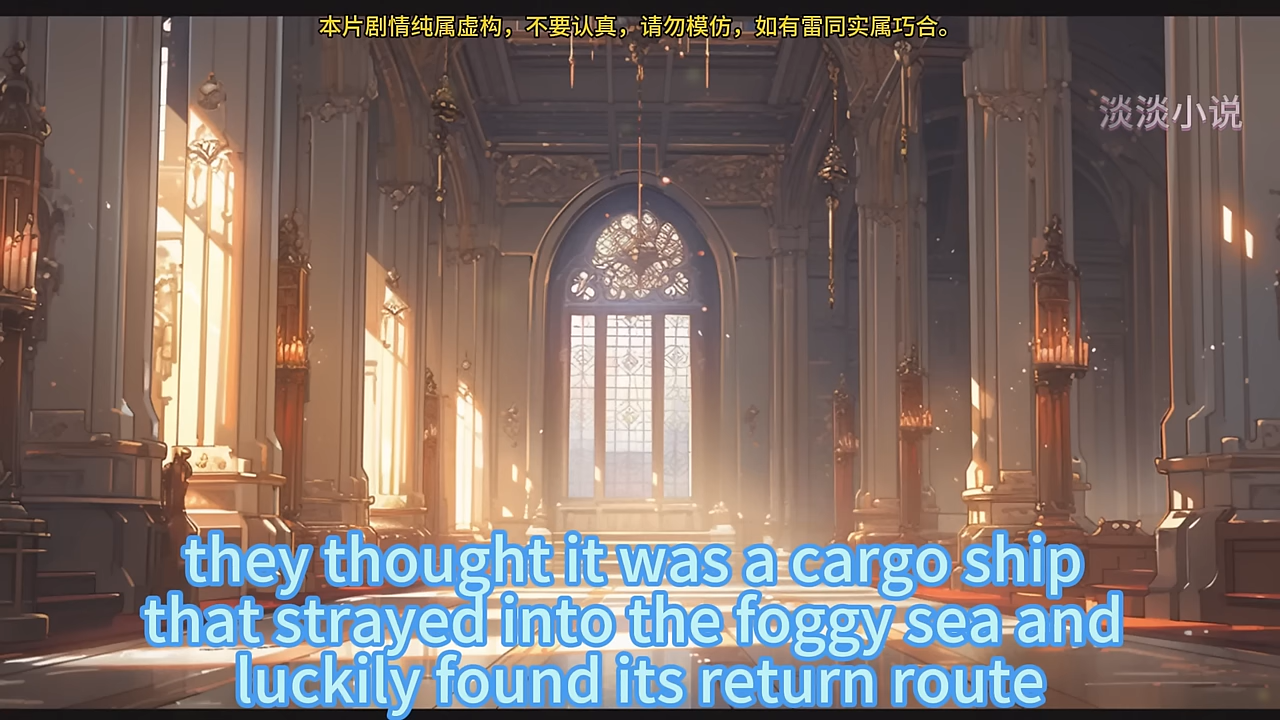 本片剧情纯属虚构，不要认真，请勿模仿，如有雷同实属巧合。
淡淡小说
they thought it was a cargo ship
that strayed into the foggy sea and
luckily found its return route